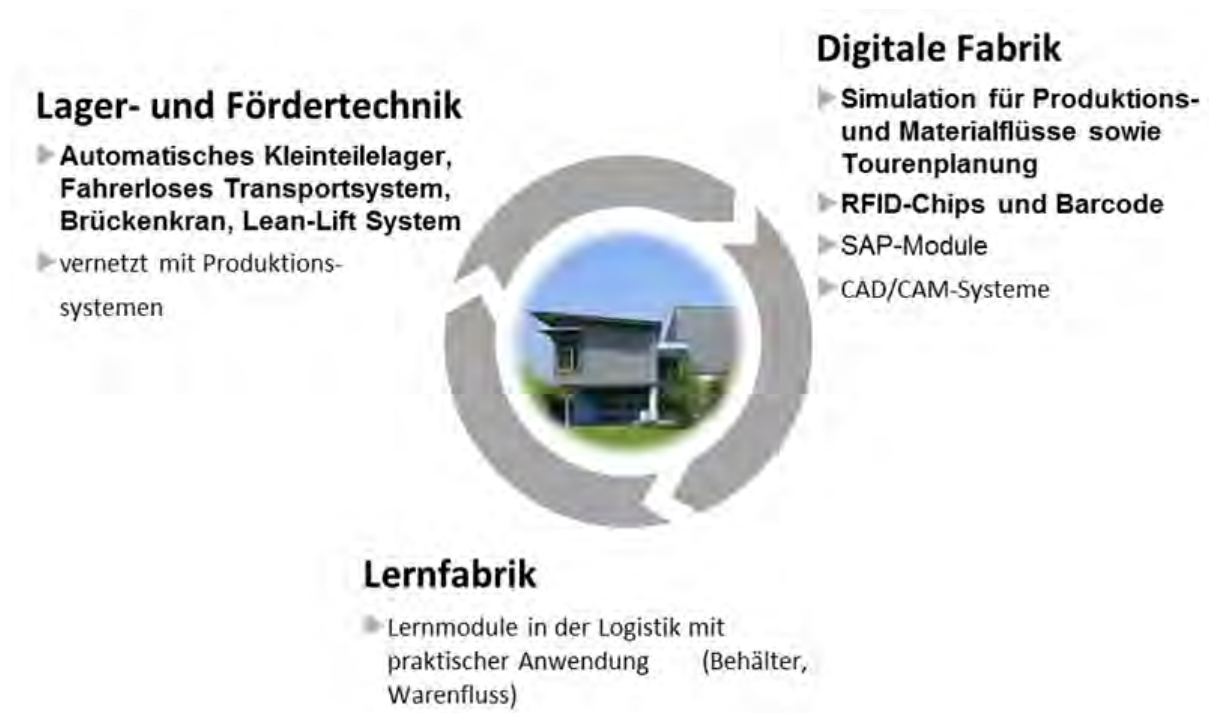 Lager- und Fördertechnik
Automatisches Kleinteilelager,
Fahrerloses Transportsystem,
Brückenkran, Lean-Lift System
vernetzt mit Produktions-
systemen
Digitale Fabrik
Simulation für Produktions-
und Materialflüsse sowie
Tourenplanung
RFID-Chips und Barcode
SAP-Module
CAD/CAM-Systeme
Lernfabrik
Lernmodule in der Logistik mit
praktischer Anwendung (Behälter,
Warenfluss)